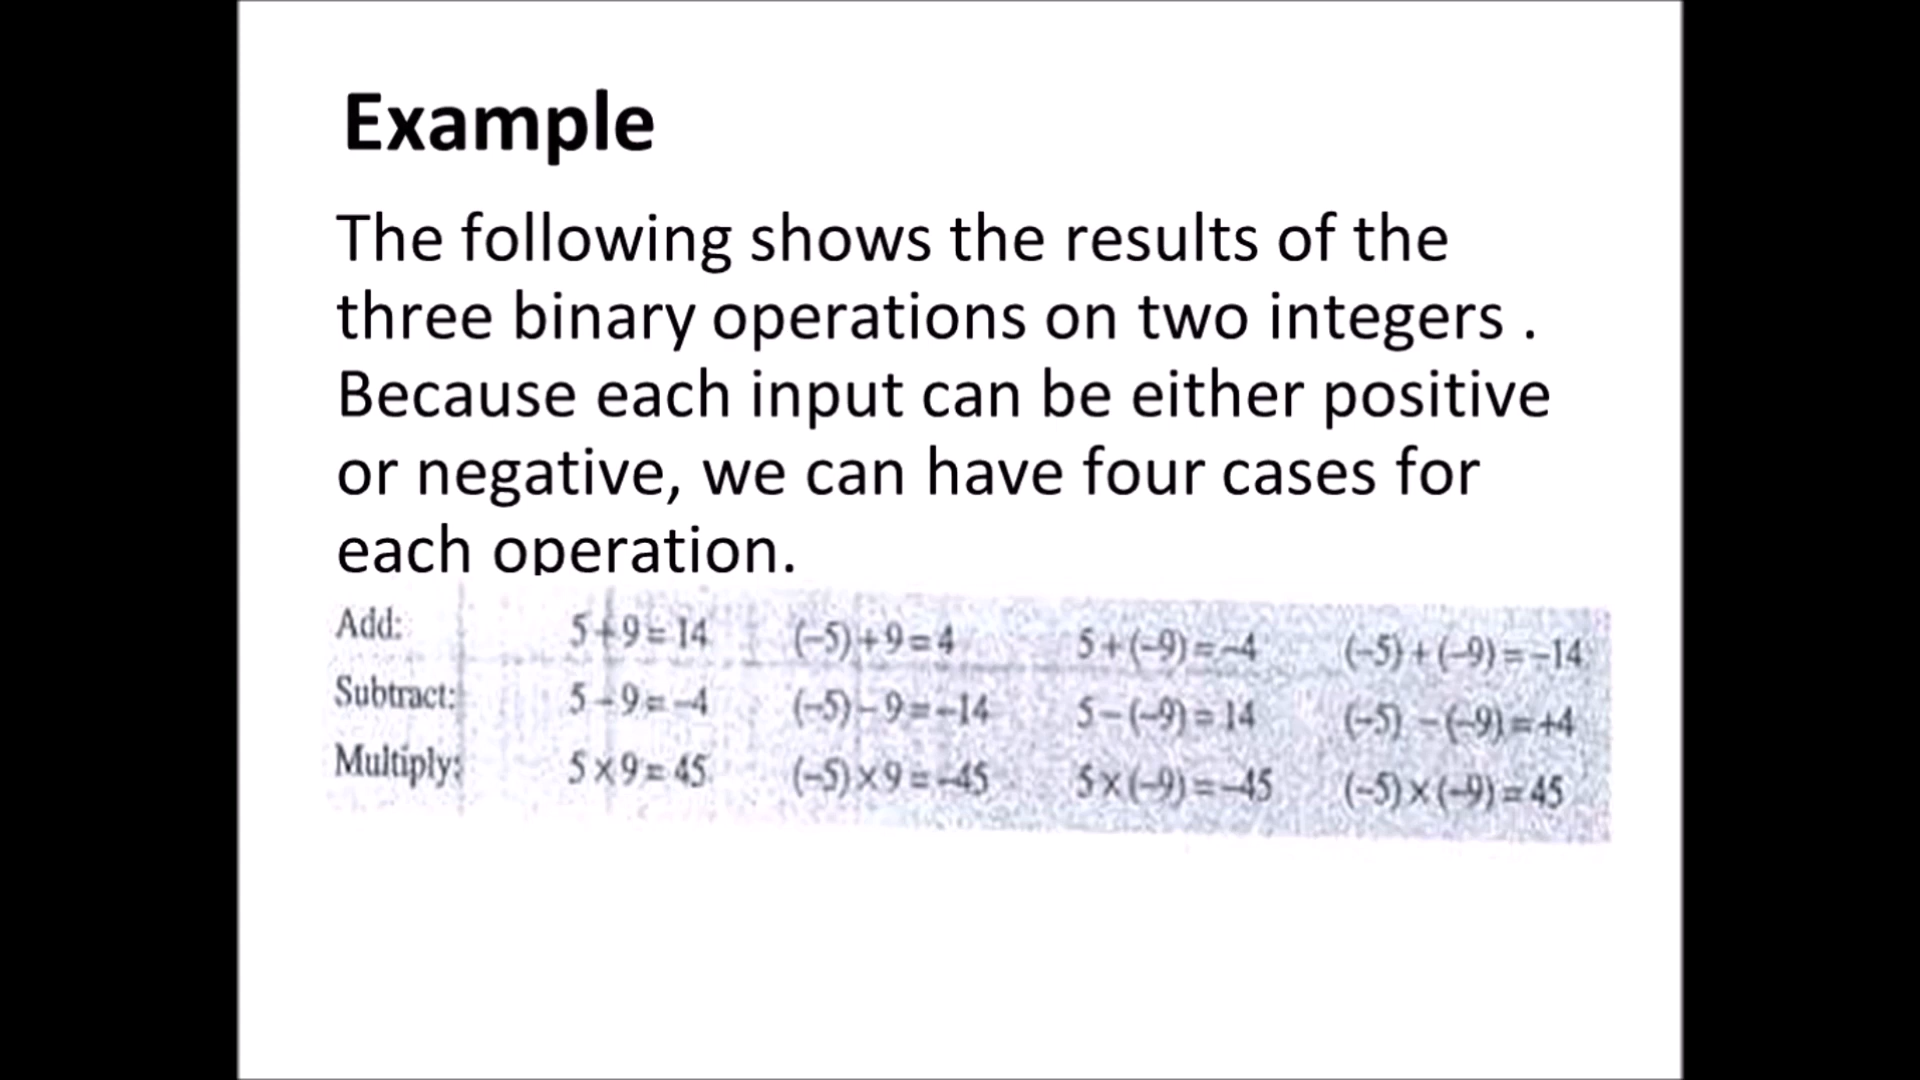 Example
The following shows the results of the
three binary operations on two integers .
Because each input can be either positive
or negative, we can have four cases for
each operation.
Add: 5+9=14 (−5)+9=4 5+(−9)=−4 (−5)+(−9)=−14
Subtract: 5−9=−4 (−5)−9=−14 5−(−9)=14 (−5) −(−9)=+4
Multiply: 5×9=45 (−5)×9=−45 5×(−9)=−45 (−5)×(−9)=45